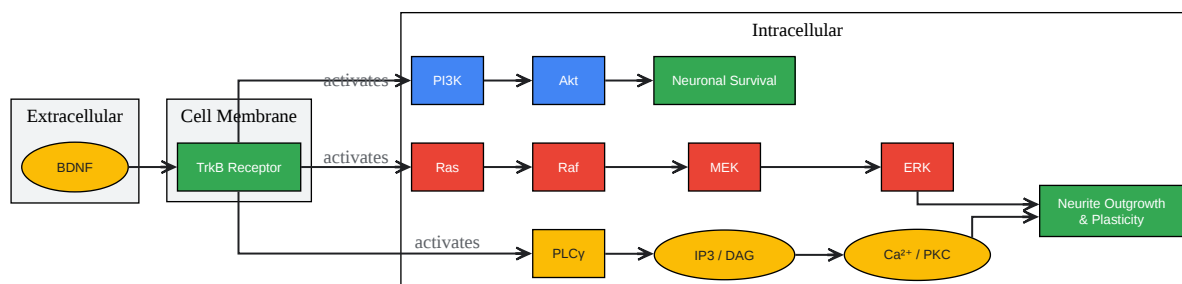 Intracellular
activates
PI3K
Akt
Neuronal Survival
Extracellular
Cell Membrane
BDNF
TrkB Receptor
activates
Ras
Raf
MEK
ERK
Neurite Outgrowth
& Plasticity
activates
PLCγ
IP3 / DAG
Ca²⁺ / PKC